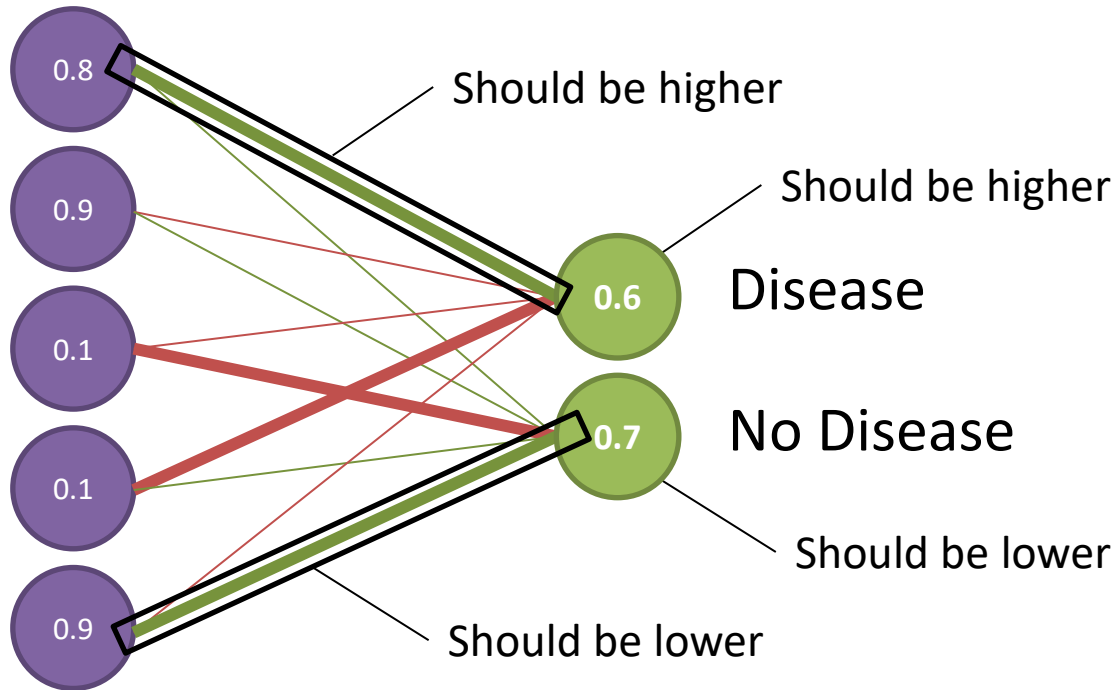 0.8
Should be higher
Should be higher
0.9
0.6
Disease
0.1
0.7
No Disease
0.1
Should be lower
0.9
Should be lower